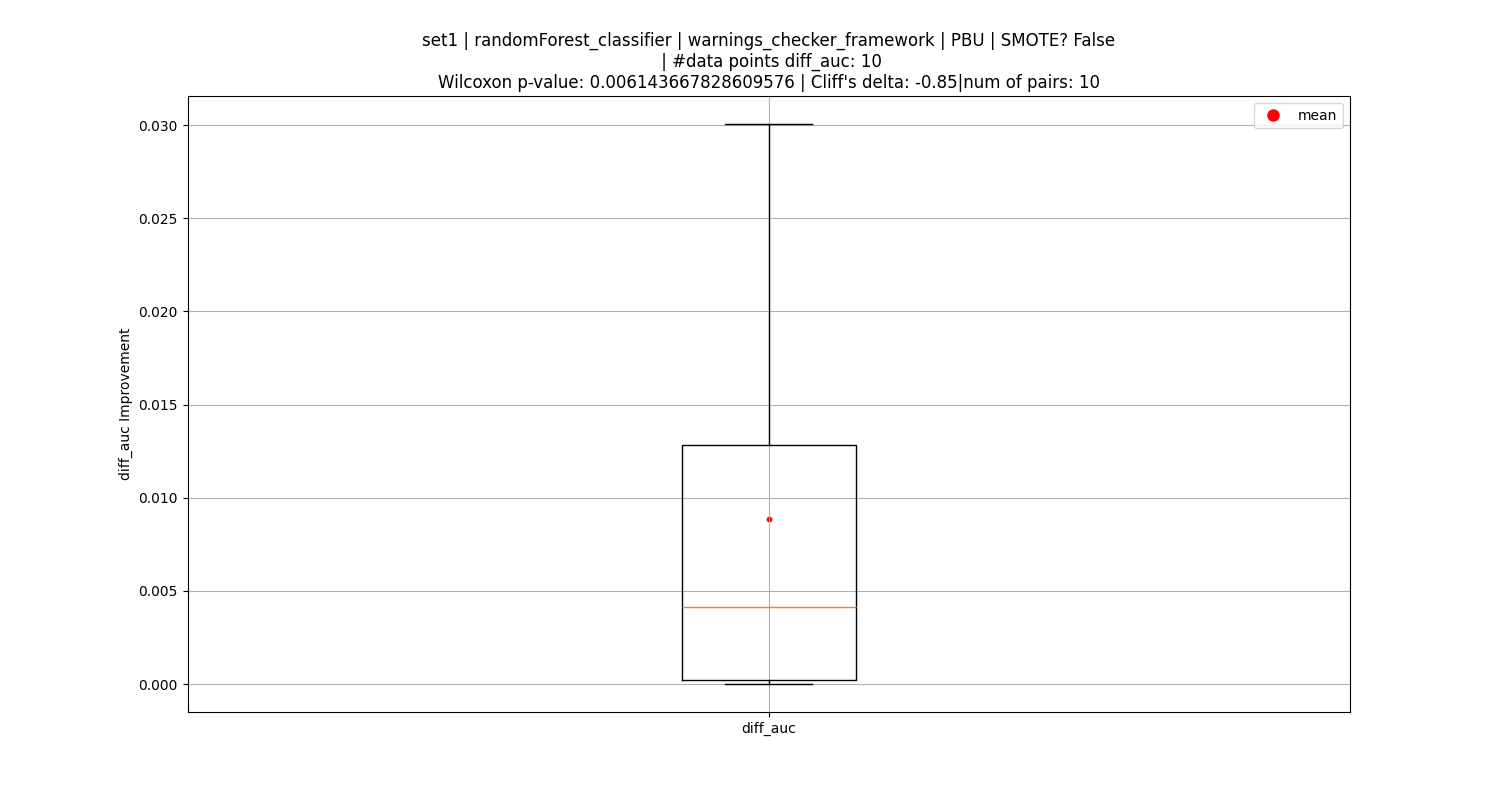 set1 | randomForest_classifier | warnings_checker_framework | PBU | SMOTE? False
| #data points diff_auc: 10
Wilcoxon p-value: 0.006143667828609576 | Cliff's delta: -0.85|num of pairs: 10
mean
0.030
0.025
0.020
0.015
0.010
0.005
0.000
diff_auc Improvement
diff_auc